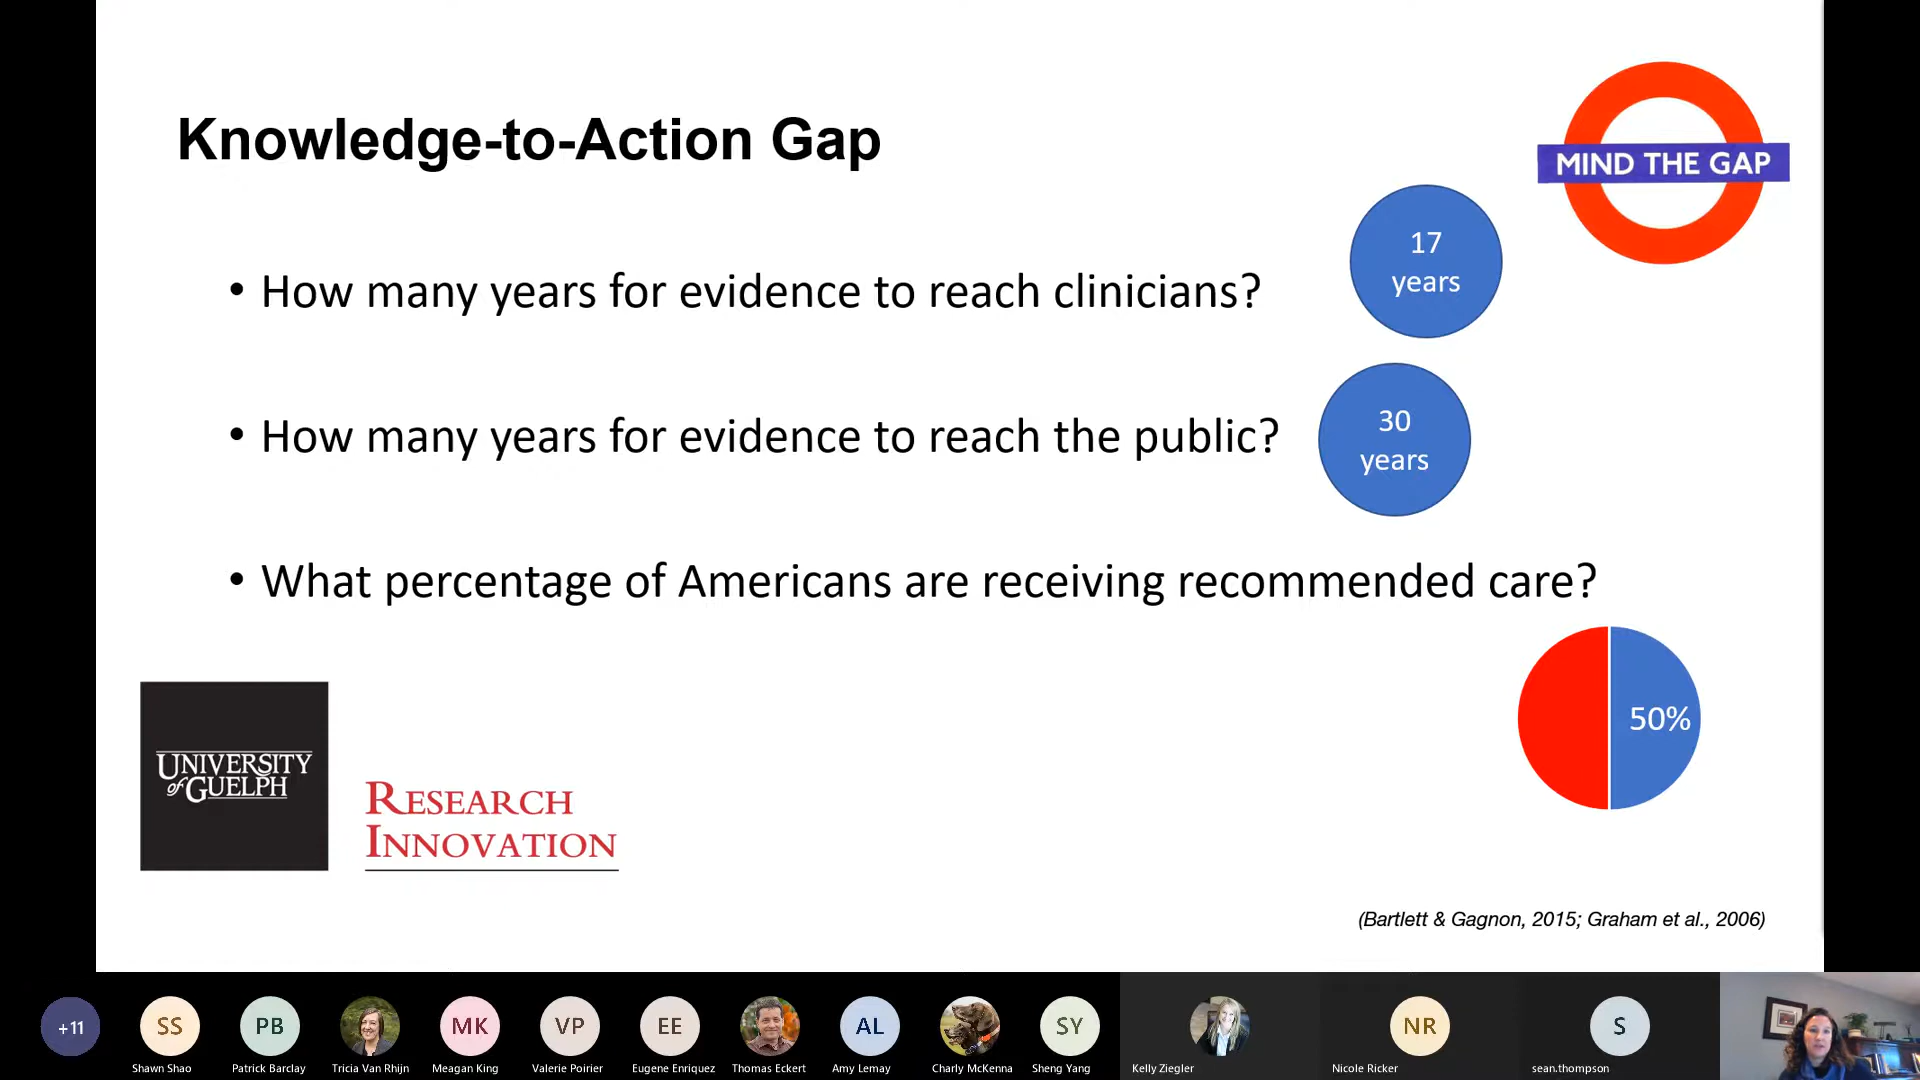 Knowledge-to-Action Gap
MIND THE GAP
• How many years for evidence to reach clinicians?
17
years
• How many years for evidence to reach the public?
30
years
• What percentage of Americans are receiving recommended care?
50%
UNIVERSITY
of GUELPH
RESEARCH
INNOVATION
(Bartlett & Gagnon, 2015; Graham et al., 2006)
+11
SS
PB
MK
VP
EE
AL
SY
NR
S
Shawn Shao
Patrick Barclay
Tricia Van Rhijn
Meagan King
Valerie Poirier
Eugene Enriquez
Thomas Eckert
Amy Lemay
Charly McKenna
Sheng Yang
Kelly Ziegler
Nicole Ricker
sean.thompson